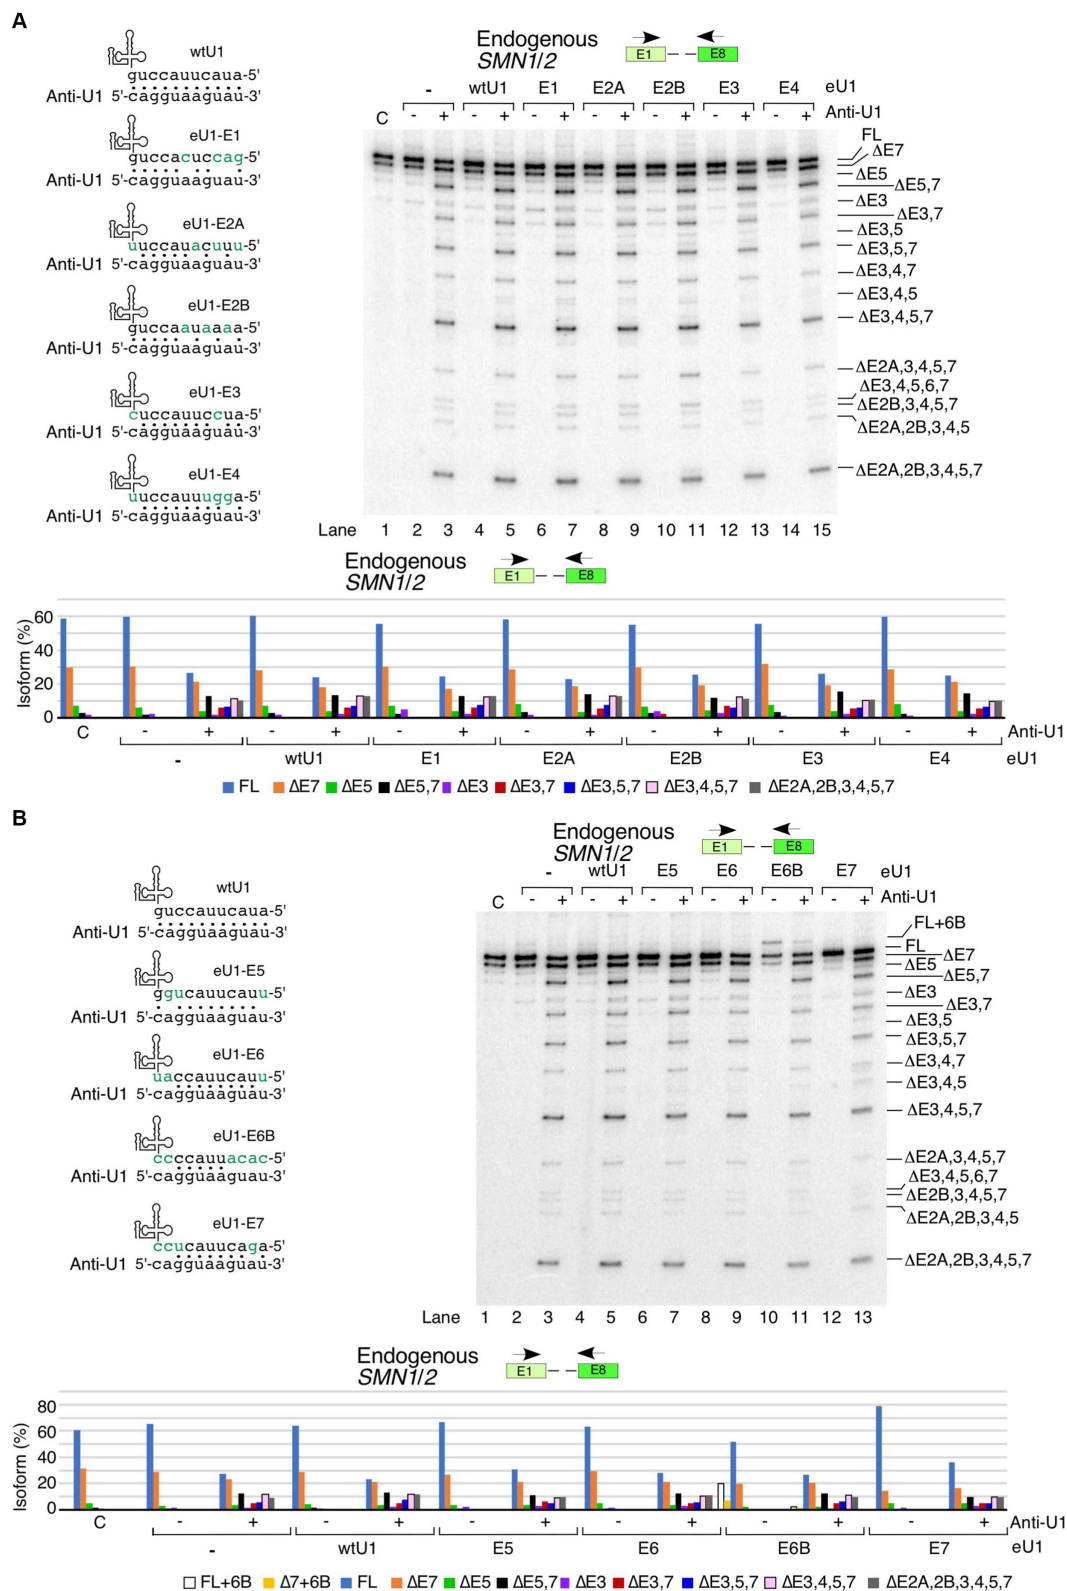 A
wtU1
guccauucaua-5'
Anti-U1 5'-cagguaaguau-3'
eU1-E1
guccacuccag-5'
Anti-U1 5'-cagguaaguau-3'
eU1-E2A
uuccauacuuu-5'
Anti-U1 5'-cagguaaguau-3'
eU1-E2B
guccaauaaaa-5'
Anti-U1 5'-cagguaaguau-3'
eU1-E3
cuccauuccua-5'
Anti-U1 5'-cagguaaguau-3'
eU1-E4
uuccauuugga-5'
Anti-U1 5'-cagguaaguau-3'
Endogenous
SMN1/2
E1 E8
- wtU1 E1 E2A E2B E3 E4 eU1
C - + - + - + - + - + - + - + Anti-U1
FL
ΔE7
ΔE5
ΔE5,7
ΔE3
ΔE3,7
ΔE3,5
ΔE3,5,7
ΔE3,4,7
ΔE3,4,5
ΔE3,4,5,7
ΔE2A,3,4,5,7
ΔE3,4,5,6,7
ΔE2B,3,4,5,7
ΔE2A,2B,3,4,5
ΔE2A,2B,3,4,5,7
Lane 1 2 3 4 5 6 7 8 9 10 11 12 13 14 15
Endogenous
SMN1/2
E1 E8
Isoform (%)
60
40
20
0
C - + - + - + - + - + - + - + Anti-U1
- wtU1 E1 E2A E2B E3 E4 eU1
FL ΔE7 ΔE5 ΔE5,7 ΔE3 ΔE3,7 ΔE3,5,7 ΔE3,4,5,7 ΔE2A,2B,3,4,5,7
B
wtU1
guccauucaua-5'
Anti-U1 5'-cagguaaguau-3'
eU1-E5
ggucauucauu-5'
Anti-U1 5'-cagguaaguau-3'
eU1-E6
uaccauucauu-5'
Anti-U1 5'-cagguaaguau-3'
eU1-E6B
ccccauuacac-5'
Anti-U1 5'-cagguaaguau-3'
eU1-E7
ccucauucaga-5'
Anti-U1 5'-cagguaaguau-3'
Endogenous
SMN1/2
E1 E8
- wtU1 E5 E6 E6B E7 eU1
C - + - + - + - + - + - + Anti-U1
FL+6B
FL
ΔE7
ΔE5
ΔE5,7
ΔE3
ΔE3,7
ΔE3,5
ΔE3,5,7
ΔE3,4,7
ΔE3,4,5
ΔE3,4,5,7
ΔE2A,3,4,5,7
ΔE3,4,5,6,7
ΔE2B,3,4,5,7
ΔE2A,2B,3,4,5
ΔE2A,2B,3,4,5,7
Lane 1 2 3 4 5 6 7 8 9 10 11 12 13
Endogenous
SMN1/2
E1 E8
Isoform (%)
80
60
40
20
0
C - + - + - + - + - + - + Anti-U1
- wtU1 E5 E6 E6B E7 eU1
FL+6B Δ7+6B FL ΔE7 ΔE5 ΔE5,7 ΔE3 ΔE3,7 ΔE3,5,7 ΔE3,4,5,7 ΔE2A,2B,3,4,5,7